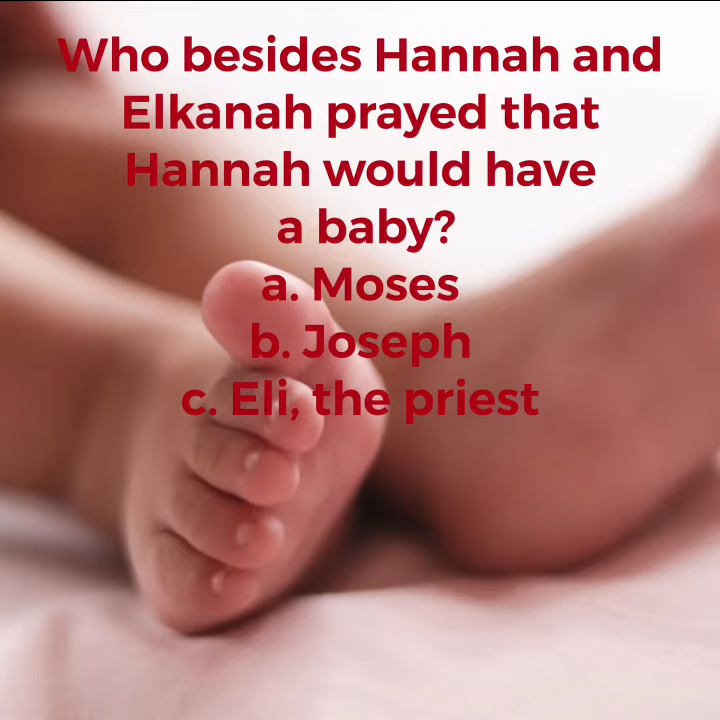 Who besides Hannah and
Elkanah prayed that
Hannah would have
a baby?
a. Moses
b. Joseph
c. Eli, the priest